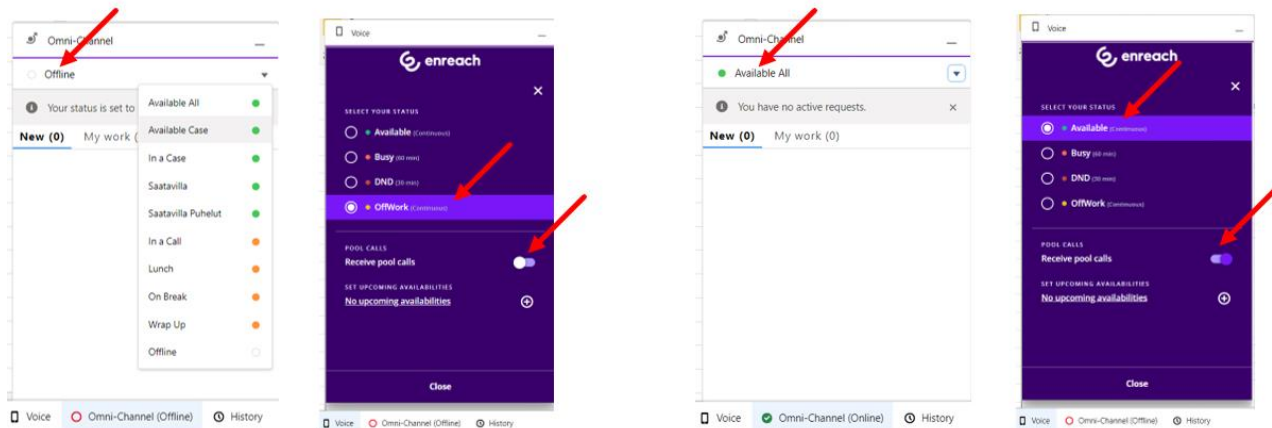 Omni-Channel
Offline
Your status is set to
New (0) My work (
Available All
Available Case
In a Case
Saatavilla
Saatavilla Puhelut
In a Call
Lunch
On Break
Wrap Up
Offline
Voice Omni-Channel (Offline) History
Voice
enreach
SELECT YOUR STATUS
Available (Continuous)
Busy (60 min)
DND (30 min)
OffWork (Continuous)
POOL CALLS
Receive pool calls
SET UPCOMING AVAILABILITIES
No upcoming availabilities
Close
Voice Omni-Channel (Offline) History
Omni-Channel
Available All
You have no active requests.
New (0) My work (0)
Voice Omni-Channel (Online) History
Voice
enreach
SELECT YOUR STATUS
Available (Continuous)
Busy (60 min)
DND (30 min)
OffWork (Continuous)
POOL CALLS
Receive pool calls
SET UPCOMING AVAILABILITIES
No upcoming availabilities
Close
Voice Omni-Channel (Offline) History